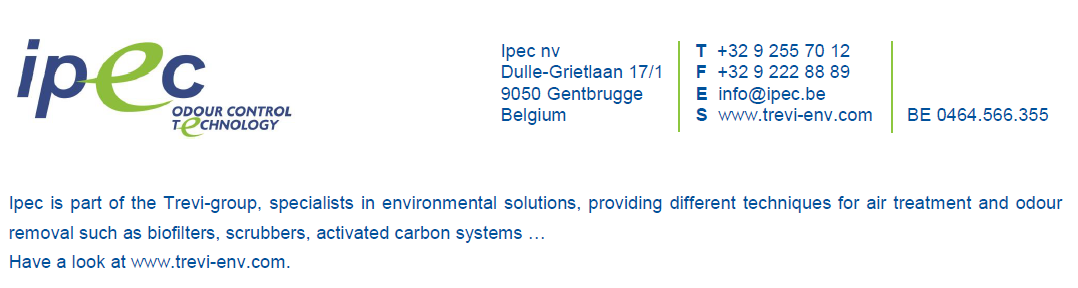 ipec
ODOUR CONTROL
TeCHNOLOGY
Ipec nv
Dulle-Grietlaan 17/1
9050 Gentbrugge
Belgium
T +32 9 255 70 12
F +32 9 222 88 89
E info@ipec.be
S www.trevi-env.com
BE 0464.566.355
Ipec is part of the Trevi-group, specialists in environmental solutions, providing different techniques for air treatment and odour
removal such as biofilters, scrubbers, activated carbon systems …
Have a look at www.trevi-env.com.